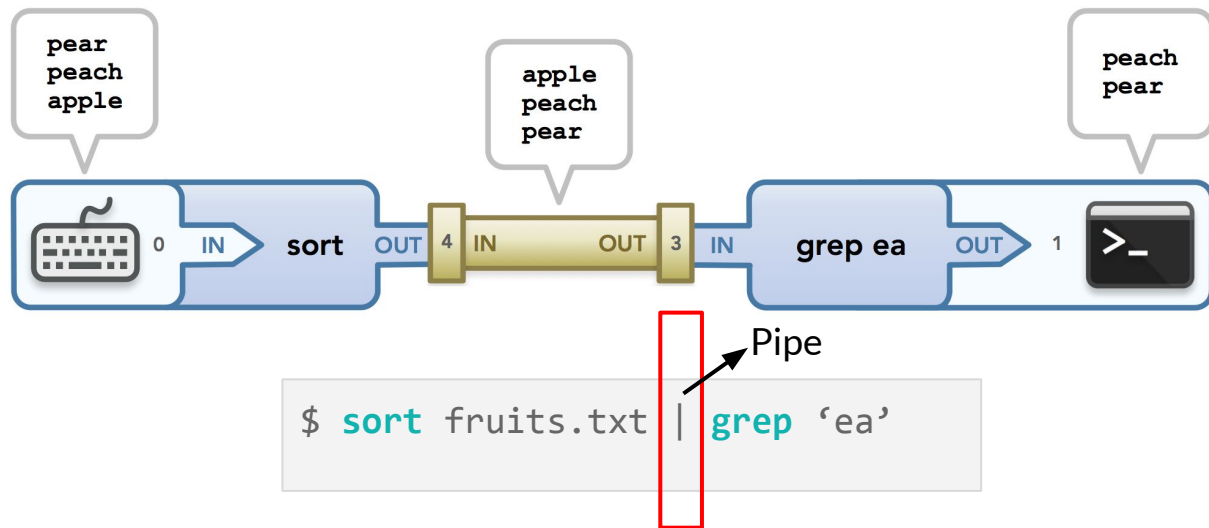 pear
peach
apple
apple
peach
pear
peach
pear
0 IN sort OUT 4 IN OUT 3 IN grep ea OUT 1 >_
Pipe
$ sort fruits.txt | grep ‘ea’